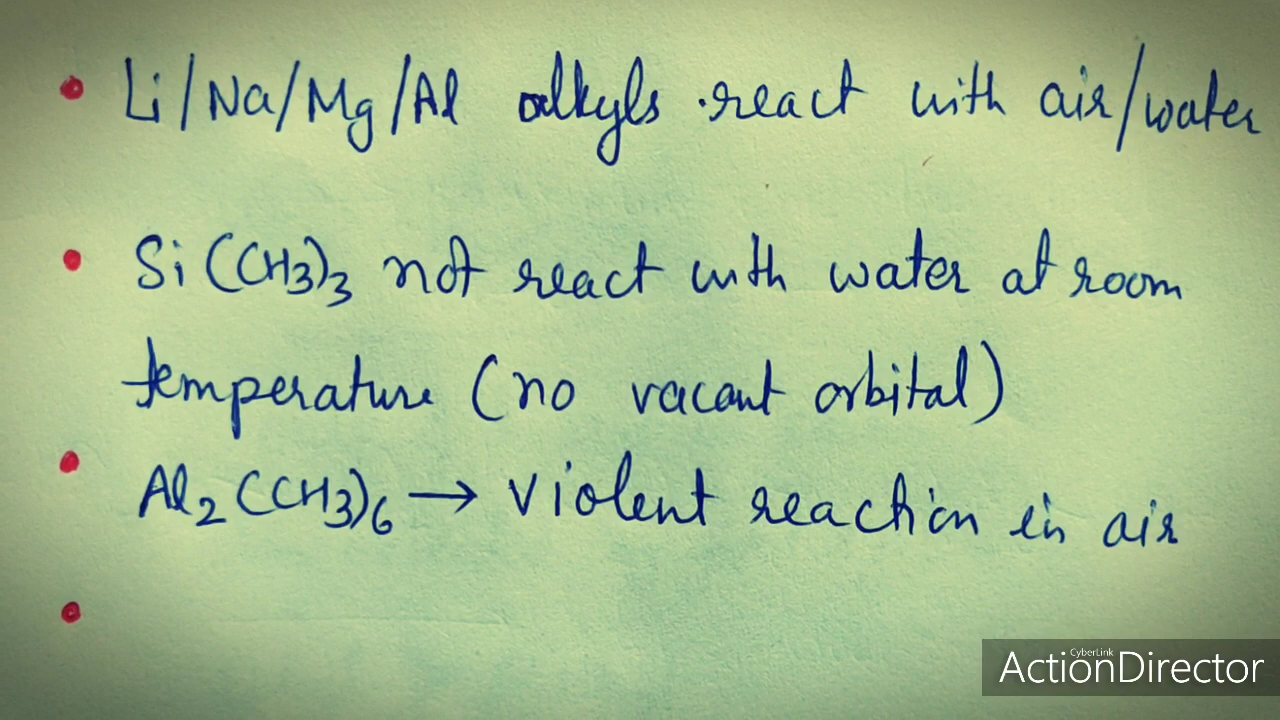 Li/Na/Mg/Al alkyls react with air/water
Si(CH3)3 not react with water at room
temperature (no vacant orbital)
Al2(CH3)6 → violent reaction in air
CyberLink
ActionDirector